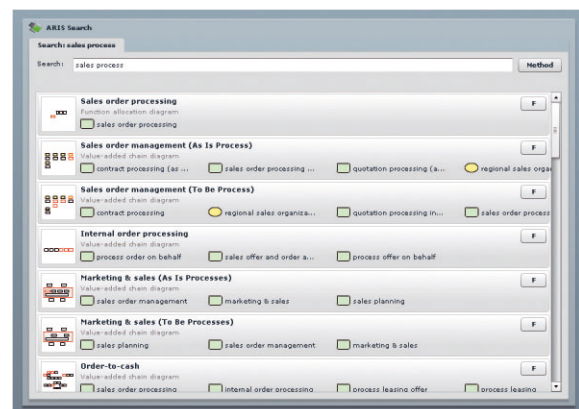 ARIS Search
Search: sales process
Search: sales process Method
Sales order processing F
Function allocation diagram
sales order processing
Sales order management (As Is Process) F
Value-added chain diagram
contract processing (as ... sales order processing ... quotation processing (a... regional sales orga
Sales order management (To Be Process) F
Value-added chain diagram
contract processing regional sales organiza... quotation processing in... sales order process
Internal order processing F
Value-added chain diagram
process order on behalf sales offer and order a... process offer on behalf
Marketing & sales (As Is Processes) F
Value-added chain diagram
sales order management marketing & sales sales planning
Marketing & sales (To Be Processes) F
Value-added chain diagram
sales planning sales order management marketing & sales
Order-to-cash F
Value-added chain diagram
sales order processing internal order processing process leasing offer process leasing